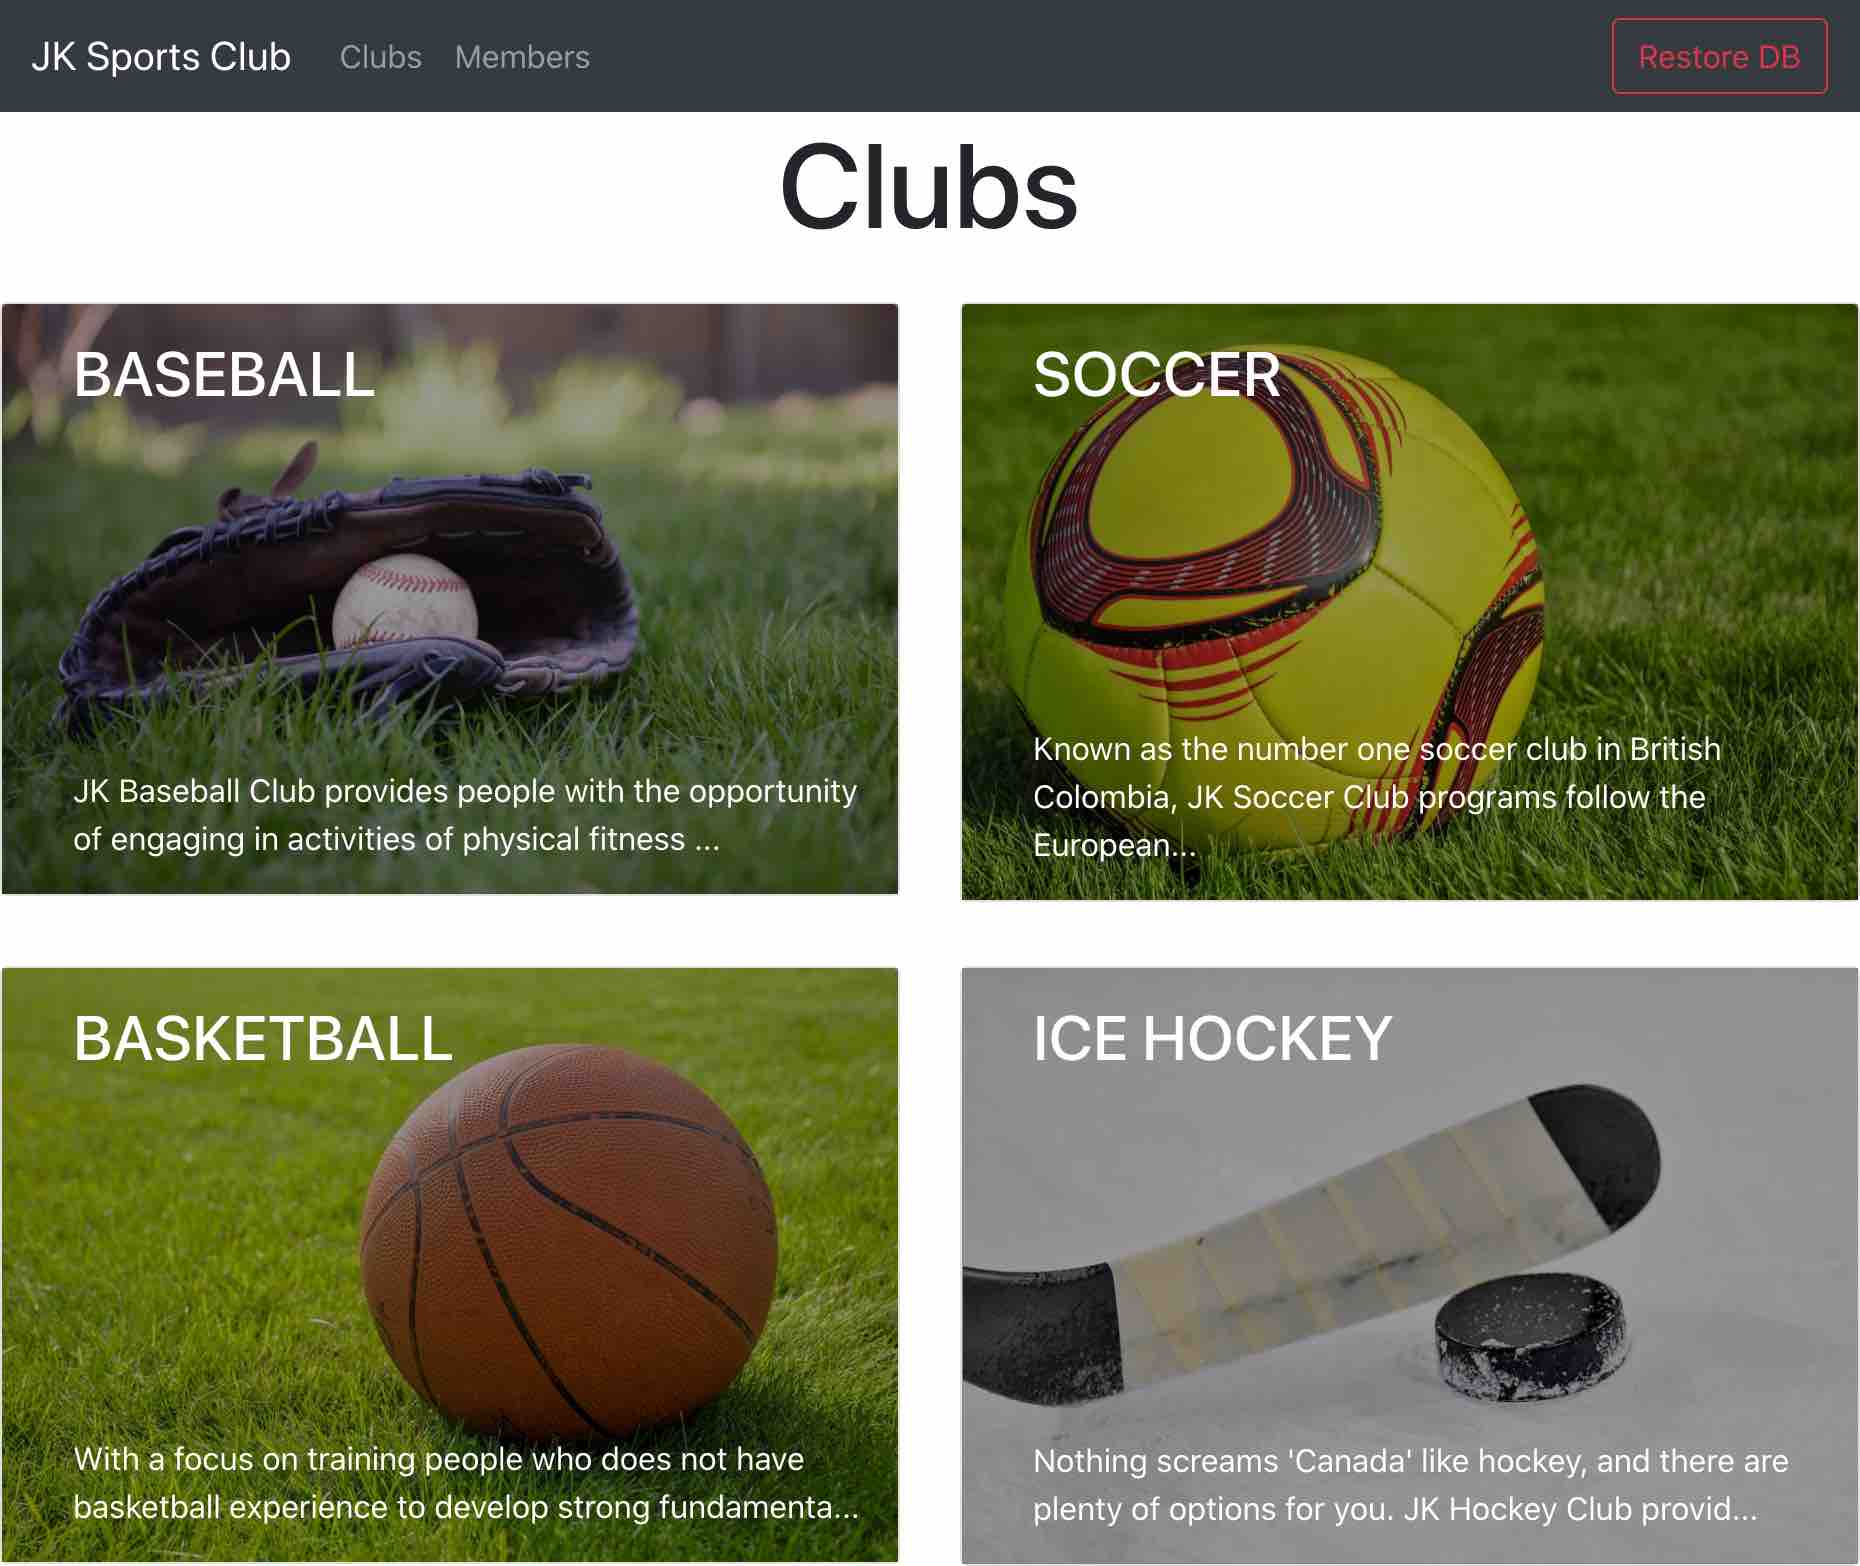 JK Sports Club Clubs Members Restore DB
Clubs
BASEBALL
JK Baseball Club provides people with the opportunity
of engaging in activities of physical fitness ...
SOCCER
Known as the number one soccer club in British
Colombia, JK Soccer Club programs follow the
European...
BASKETBALL
With a focus on training people who does not have
basketball experience to develop strong fundamenta...
ICE HOCKEY
Nothing screams 'Canada' like hockey, and there are
plenty of options for you. JK Hockey Club provid...